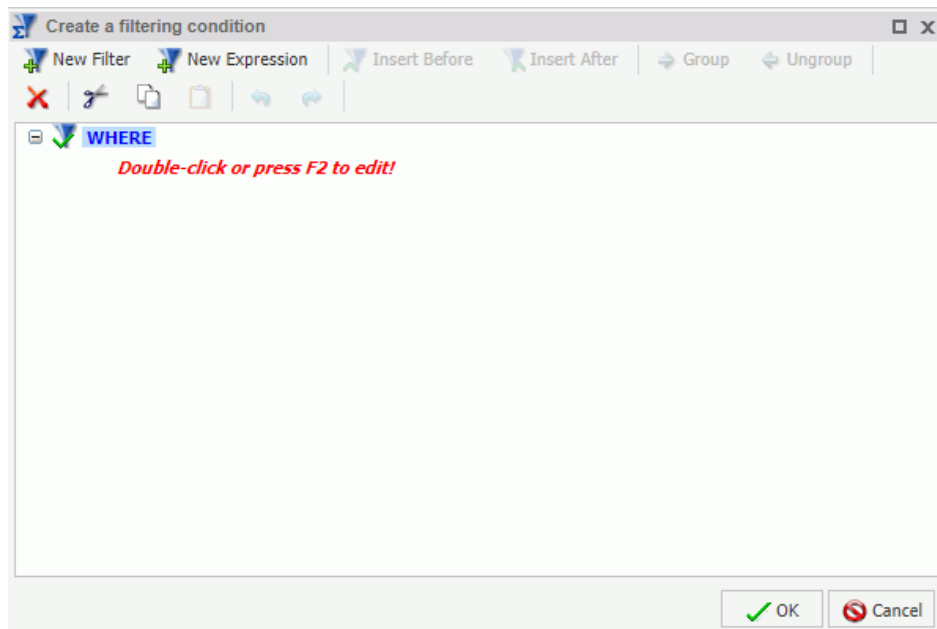 Create a filtering condition
New Filter New Expression Insert Before Insert After Group Ungroup
WHERE
Double-click or press F2 to edit!
OK Cancel